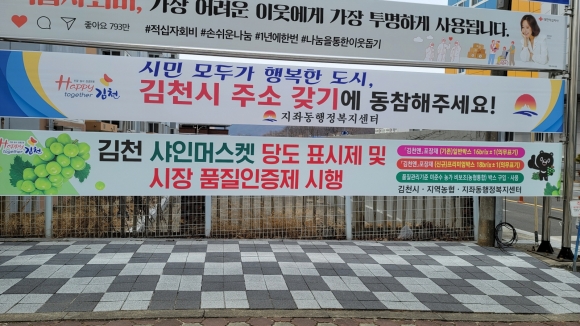 가장 어려운 이웃에게 가장 투명하게 사용됩니다.
좋아요 793만
#적십자회비 #손쉬운나눔 #1년에한번 #나눔을통한이웃돕기
Happy together 김천
시민 모두가 행복한 도시,
김천시 주소 갖기에 동참해주세요!
지좌동행정복지센터
Happy together 김천
김천 샤인머스켓 당도 표시제 및
시장 품질인증제 시행
김천시 · 지역농협 · 지좌동행정복지센터